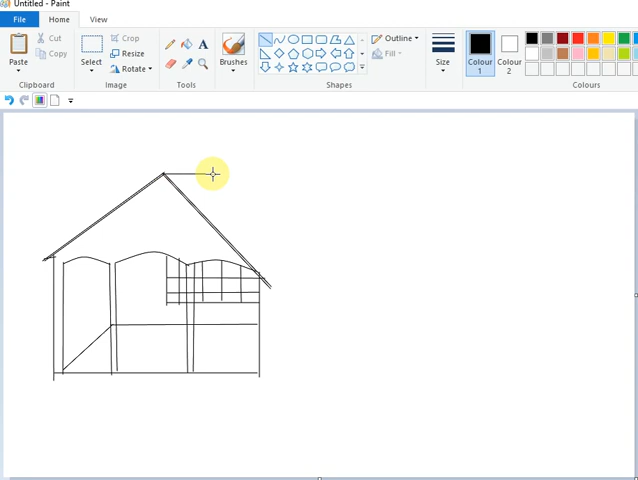 Untitled - Paint
File Home View
Paste Cut Copy Clipboard
Select Crop Resize Rotate Image
A Tools
Brushes
Outline Fill Shapes
Size
Colour 1 Colour 2 Colours